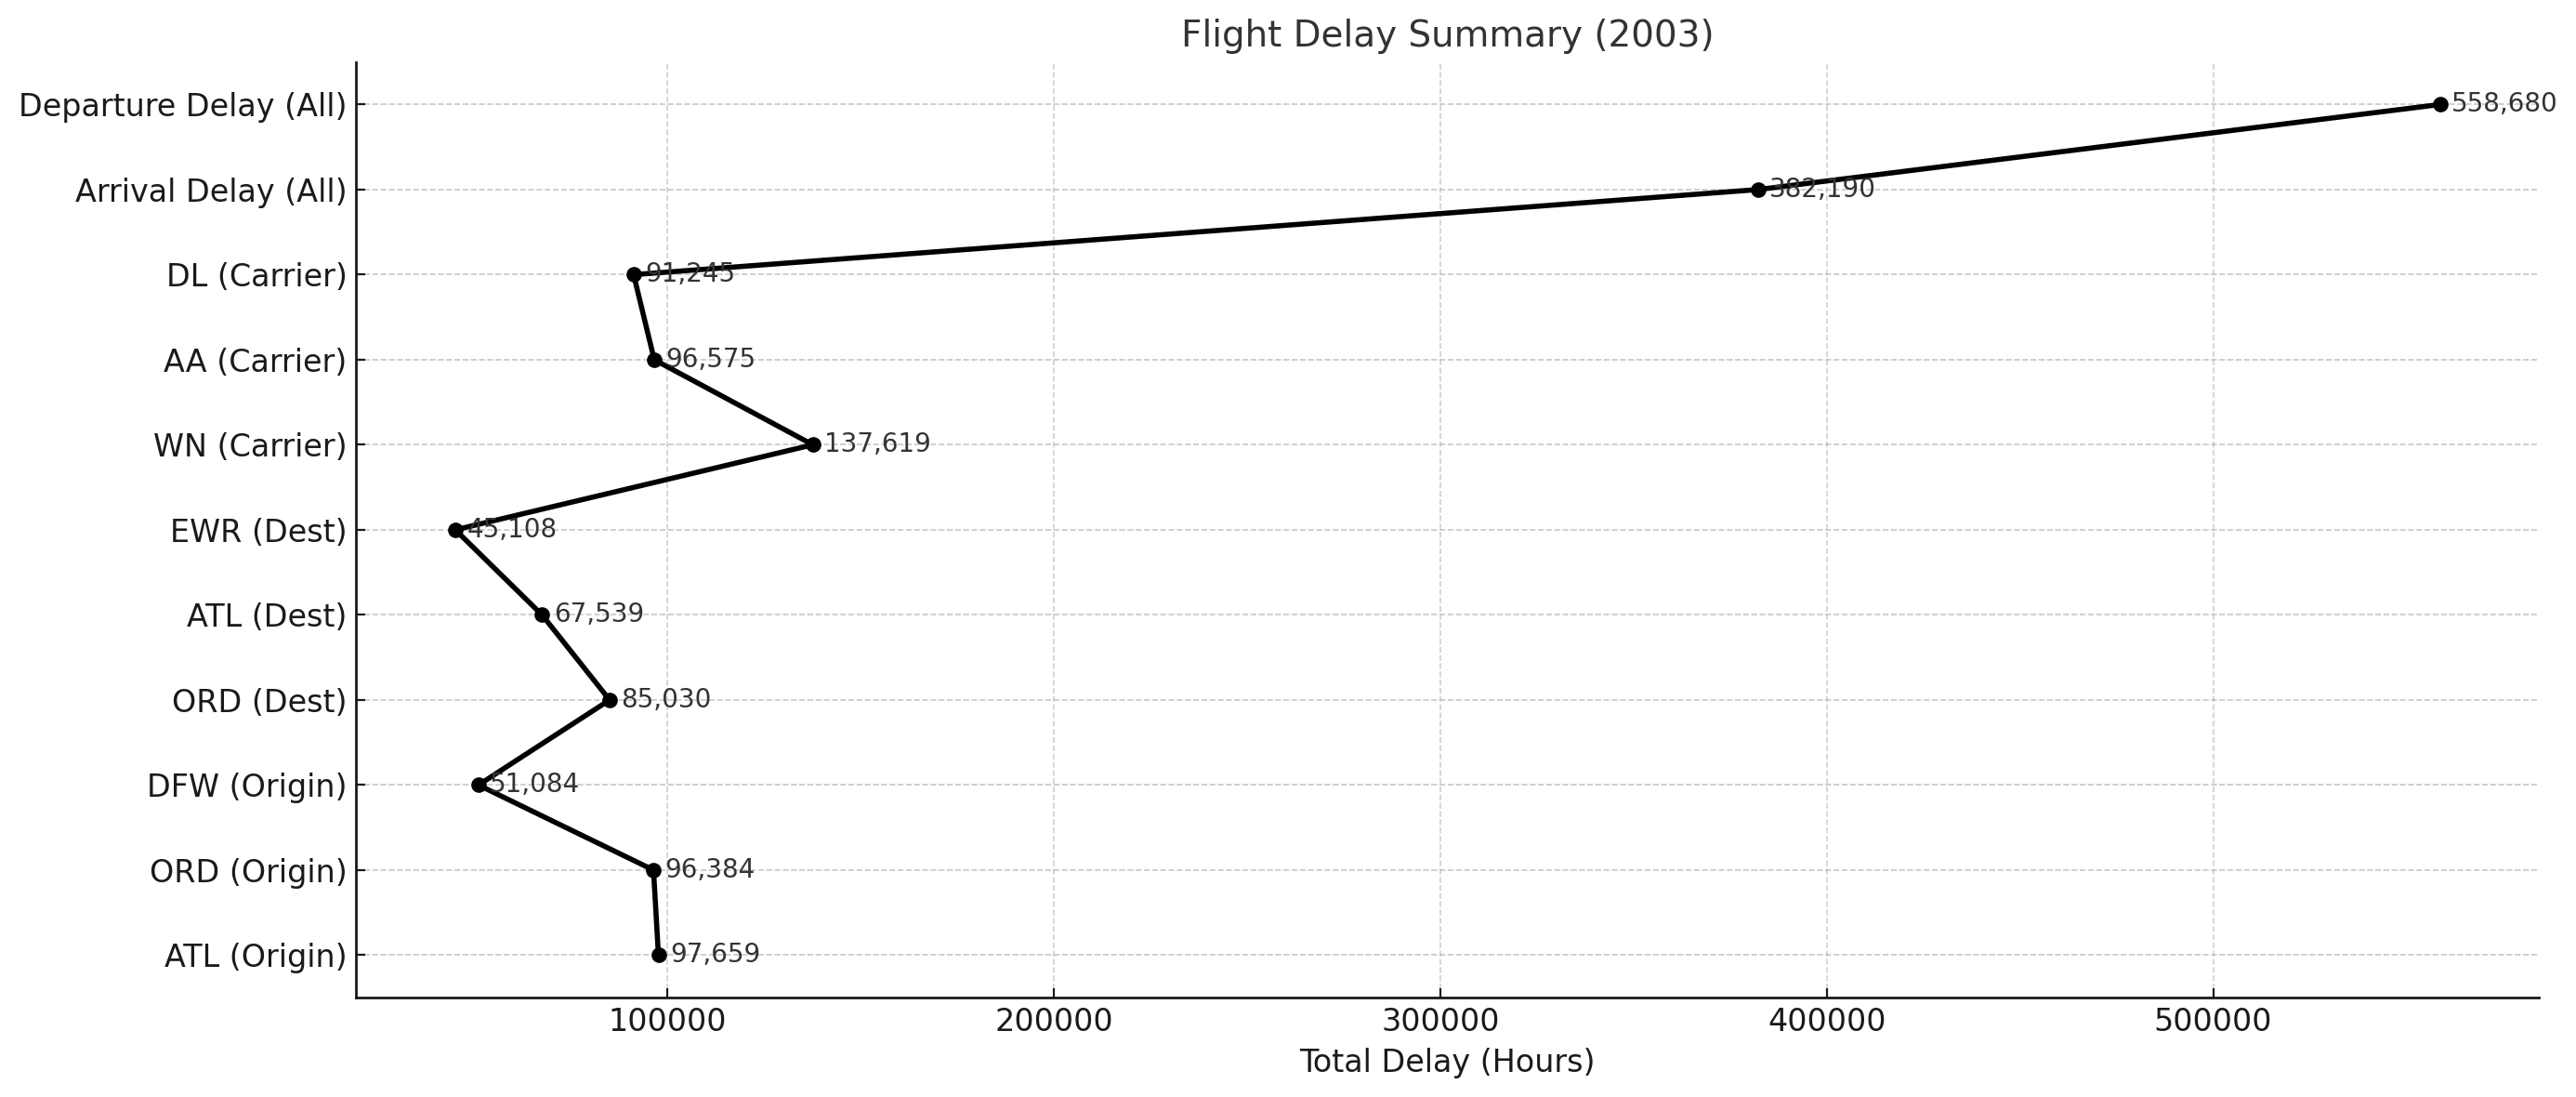 Flight Delay Summary (2003)
Departure Delay (All) 558,680
Arrival Delay (All) 382,190
DL (Carrier) 91,245
AA (Carrier) 96,575
WN (Carrier) 137,619
EWR (Dest) 45,108
ATL (Dest) 67,539
ORD (Dest) 85,030
DFW (Origin) 51,084
ORD (Origin) 96,384
ATL (Origin) 97,659
100000 200000 300000 400000 500000
Total Delay (Hours)